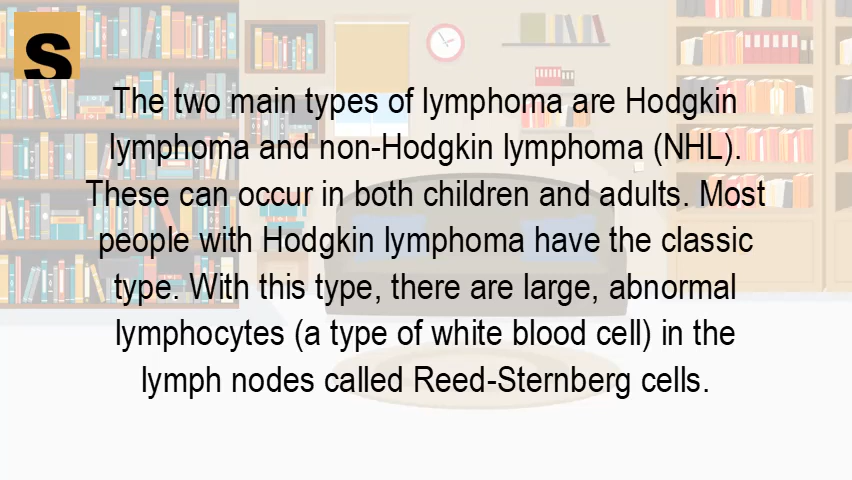 S
The two main types of lymphoma are Hodgkin
lymphoma and non-Hodgkin lymphoma (NHL).
These can occur in both children and adults. Most
people with Hodgkin lymphoma have the classic
type. With this type, there are large, abnormal
lymphocytes (a type of white blood cell) in the
lymph nodes called Reed-Sternberg cells.